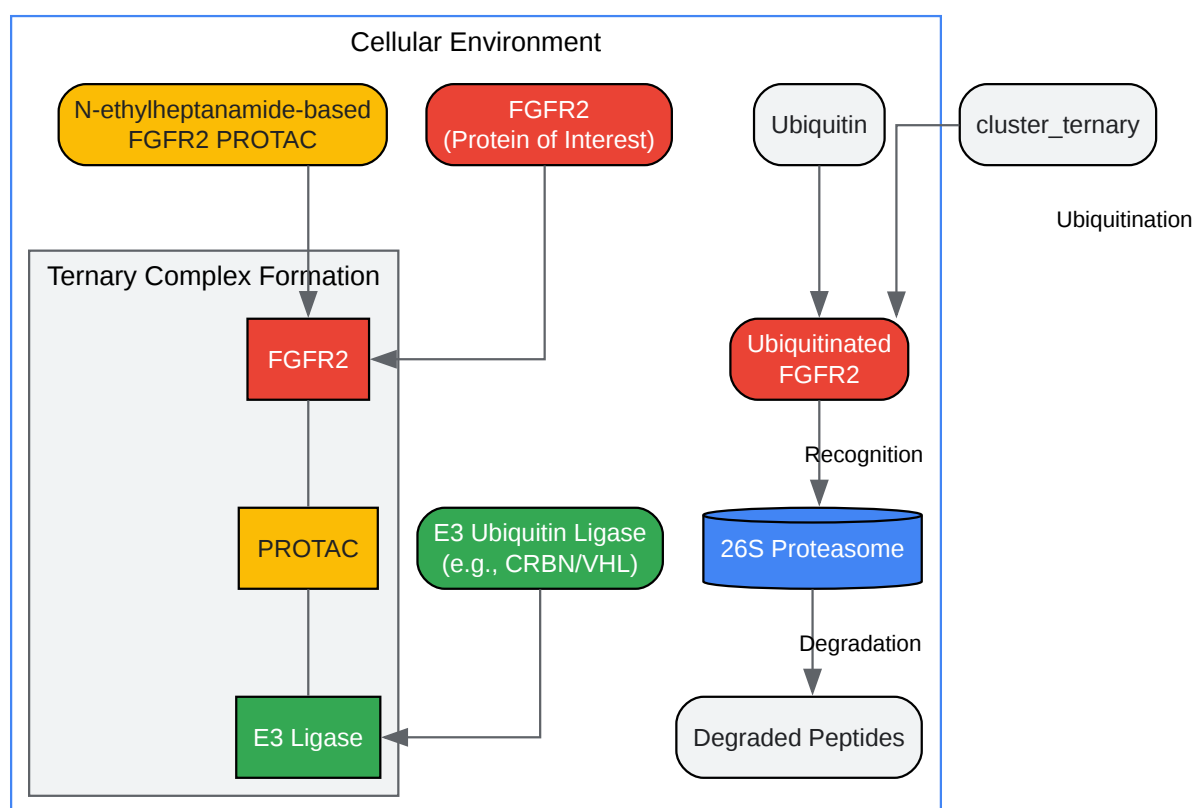 Cellular Environment
N-ethylheptanamide-based
FGFR2 PROTAC
FGFR2
(Protein of Interest)
Ubiquitin
cluster_ternary
Ubiquitination
Ternary Complex Formation
FGFR2
Ubiquitinated
FGFR2
Recognition
PROTAC
E3 Ubiquitin Ligase
(e.g., CRBN/VHL)
26S Proteasome
Degradation
E3 Ligase
Degraded Peptides